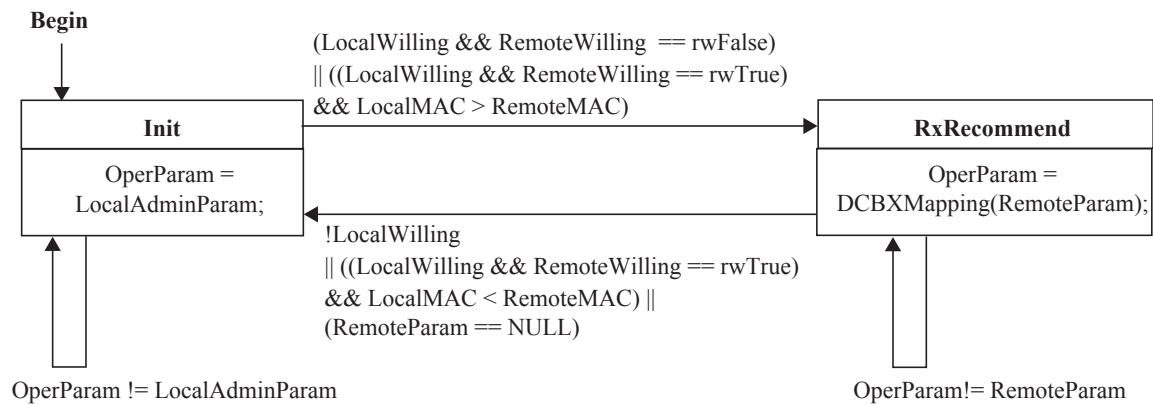 Begin
(LocalWilling && RemoteWilling == rwFalse)
|| ((LocalWilling && RemoteWilling == rwTrue)
&& LocalMAC > RemoteMAC)
Init
RxRecommend
OperParam =
LocalAdminParam;
OperParam =
DCBXMapping(RemoteParam);
!LocalWilling
|| ((LocalWilling && RemoteWilling == rwTrue)
&& LocalMAC < RemoteMAC) ||
(RemoteParam == NULL)
OperParam != LocalAdminParam
OperParam!= RemoteParam